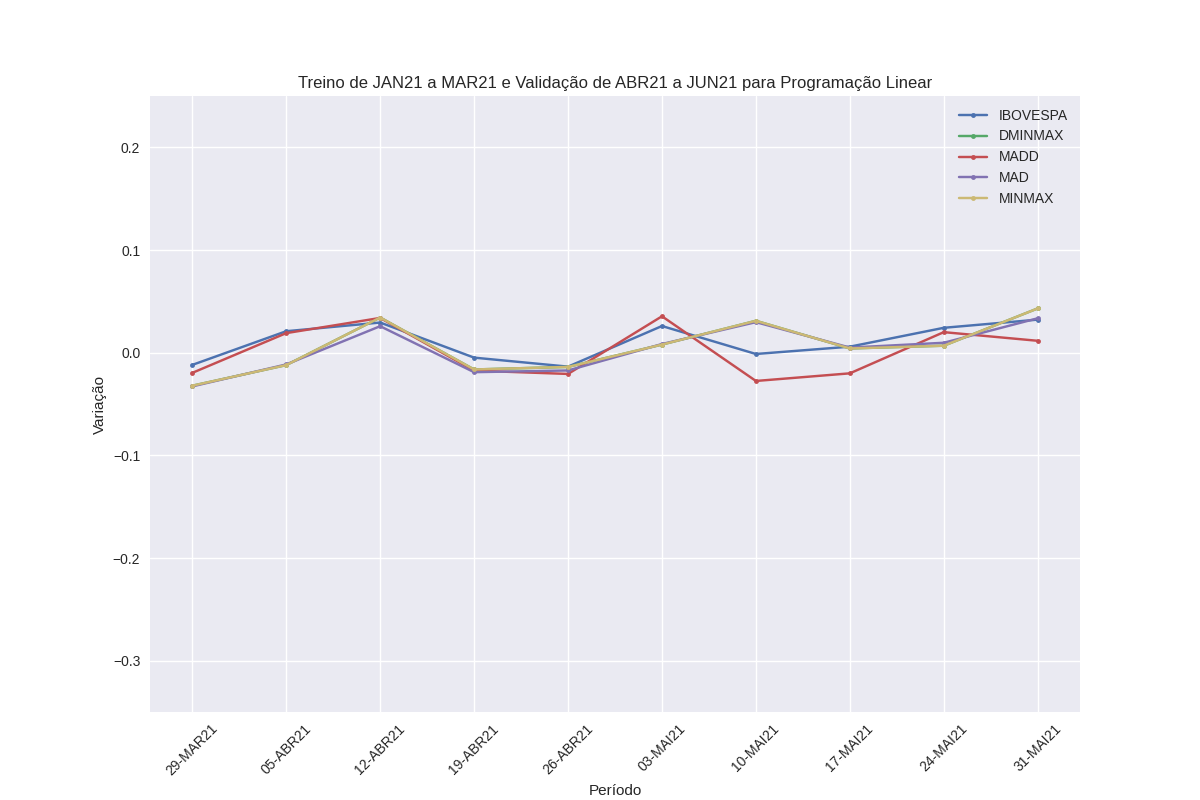 Treino de JAN21 a MAR21 e Validação de ABR21 a JUN21 para Programação Linear
IBOVESPA
DMINMAX
MADD
MAD
MINMAX
0.2
0.1
0.0
−0.1
−0.2
−0.3
Variação
29-MAR21
05-ABR21
12-ABR21
19-ABR21
26-ABR21
03-MAI21
10-MAI21
17-MAI21
24-MAI21
31-MAI21
Período